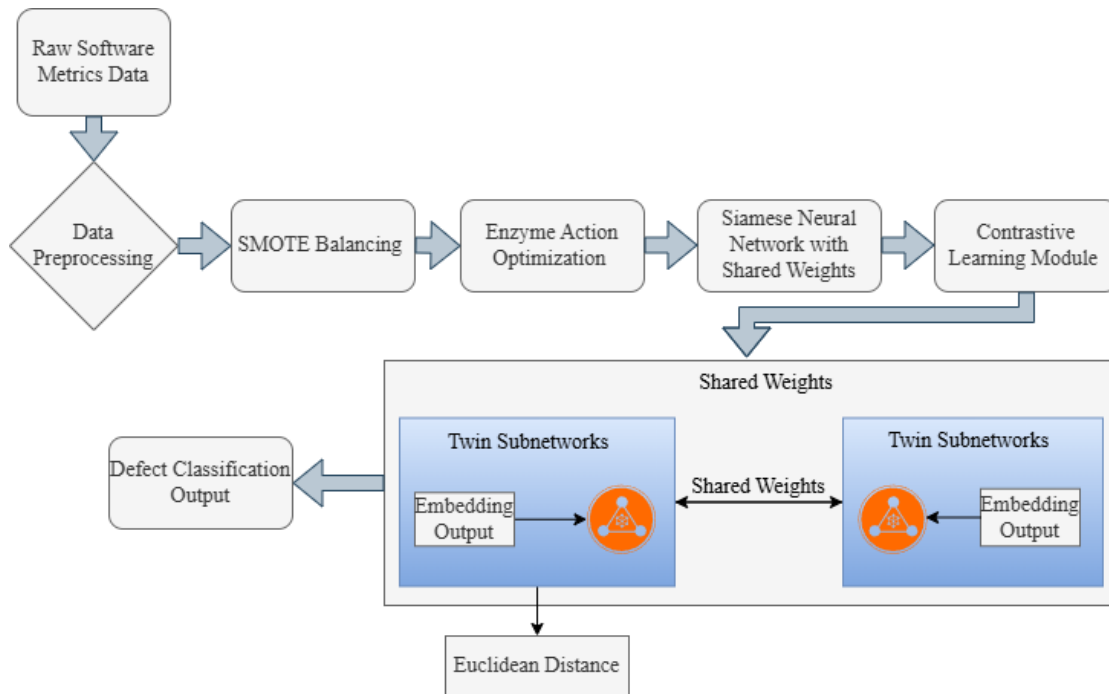 Raw Software
Metrics Data
Data
Preprocessing
SMOTE Balancing
Enzyme Action
Optimization
Siamese Neural
Network with
Shared Weights
Contrastive
Learning Module
Shared Weights
Twin Subnetworks
Embedding
Output
Shared Weights
Twin Subnetworks
Embedding
Output
Defect Classification
Output
Euclidean Distance